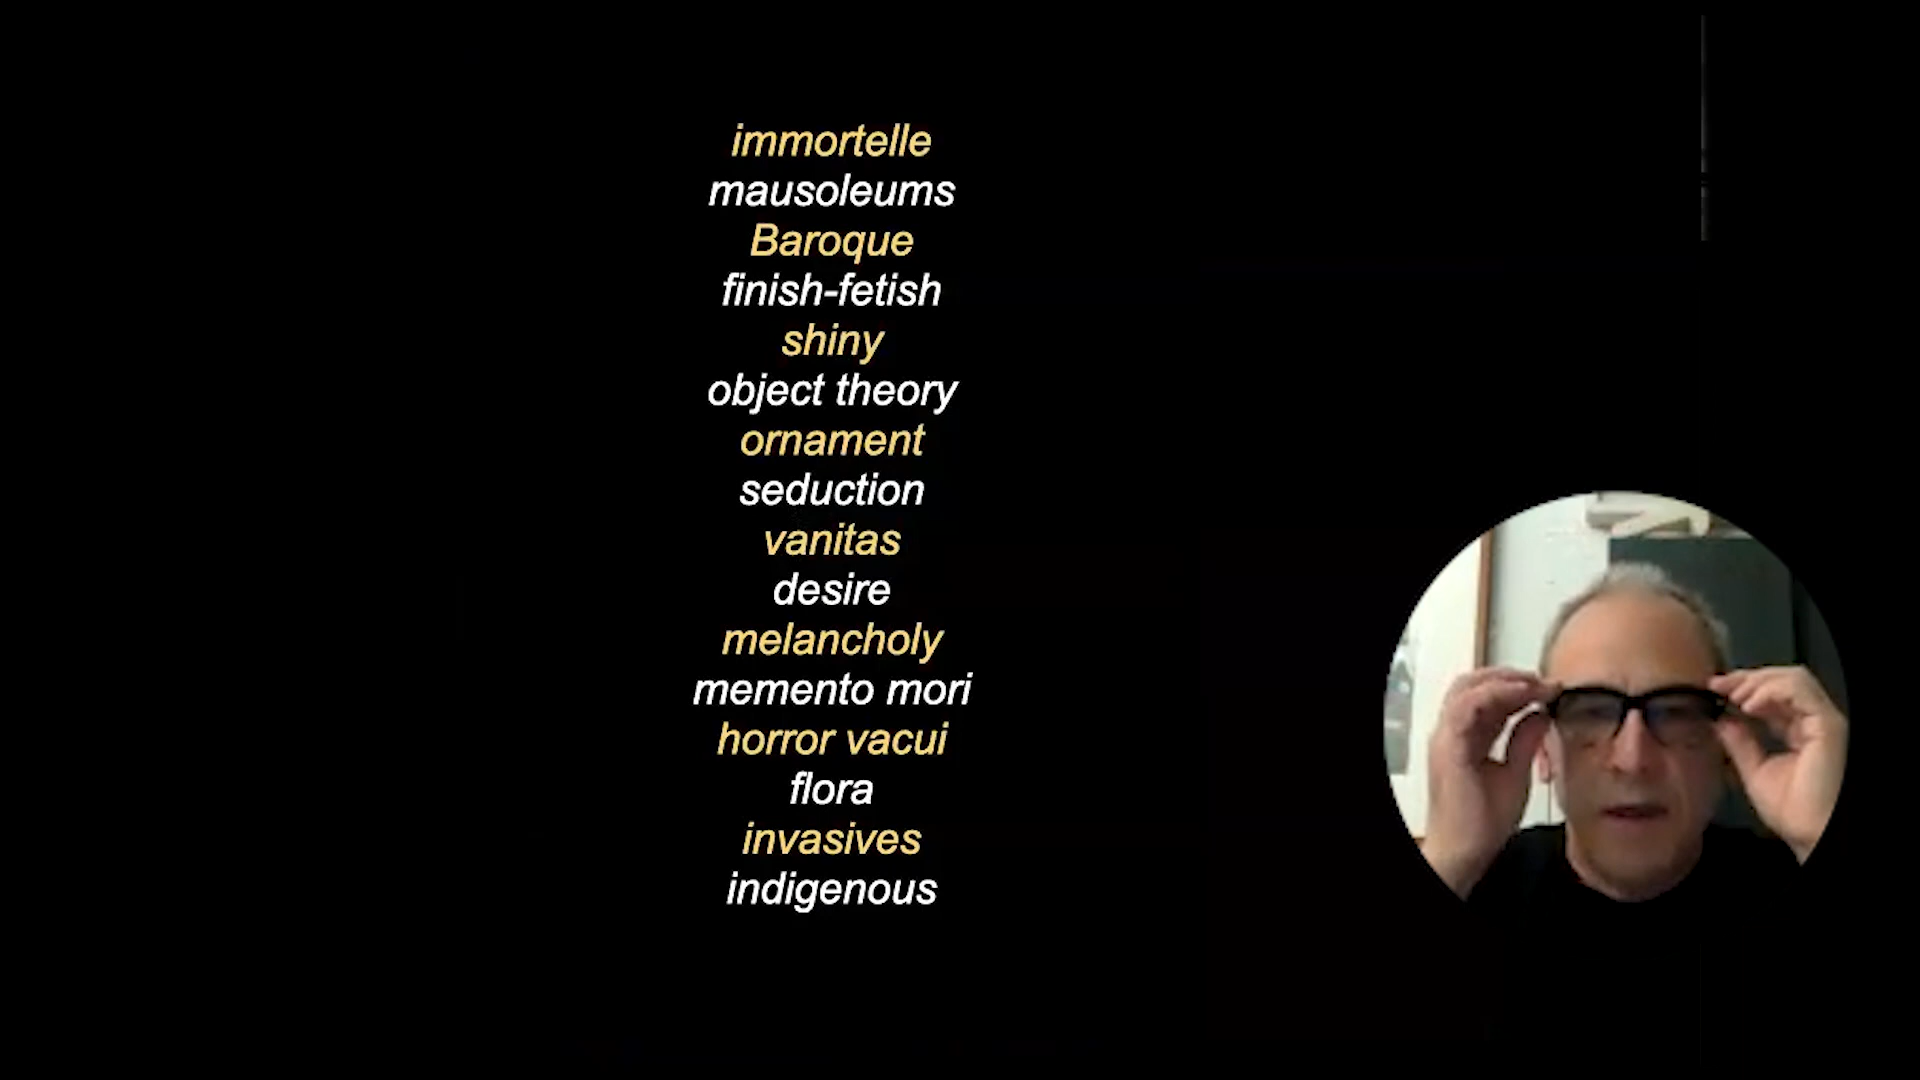 immortelle
mausoleums
Baroque
finish-fetish
shiny
object theory
ornament
seduction
vanitas
desire
melancholy
memento mori
horror vacui
flora
invasives
indigenous